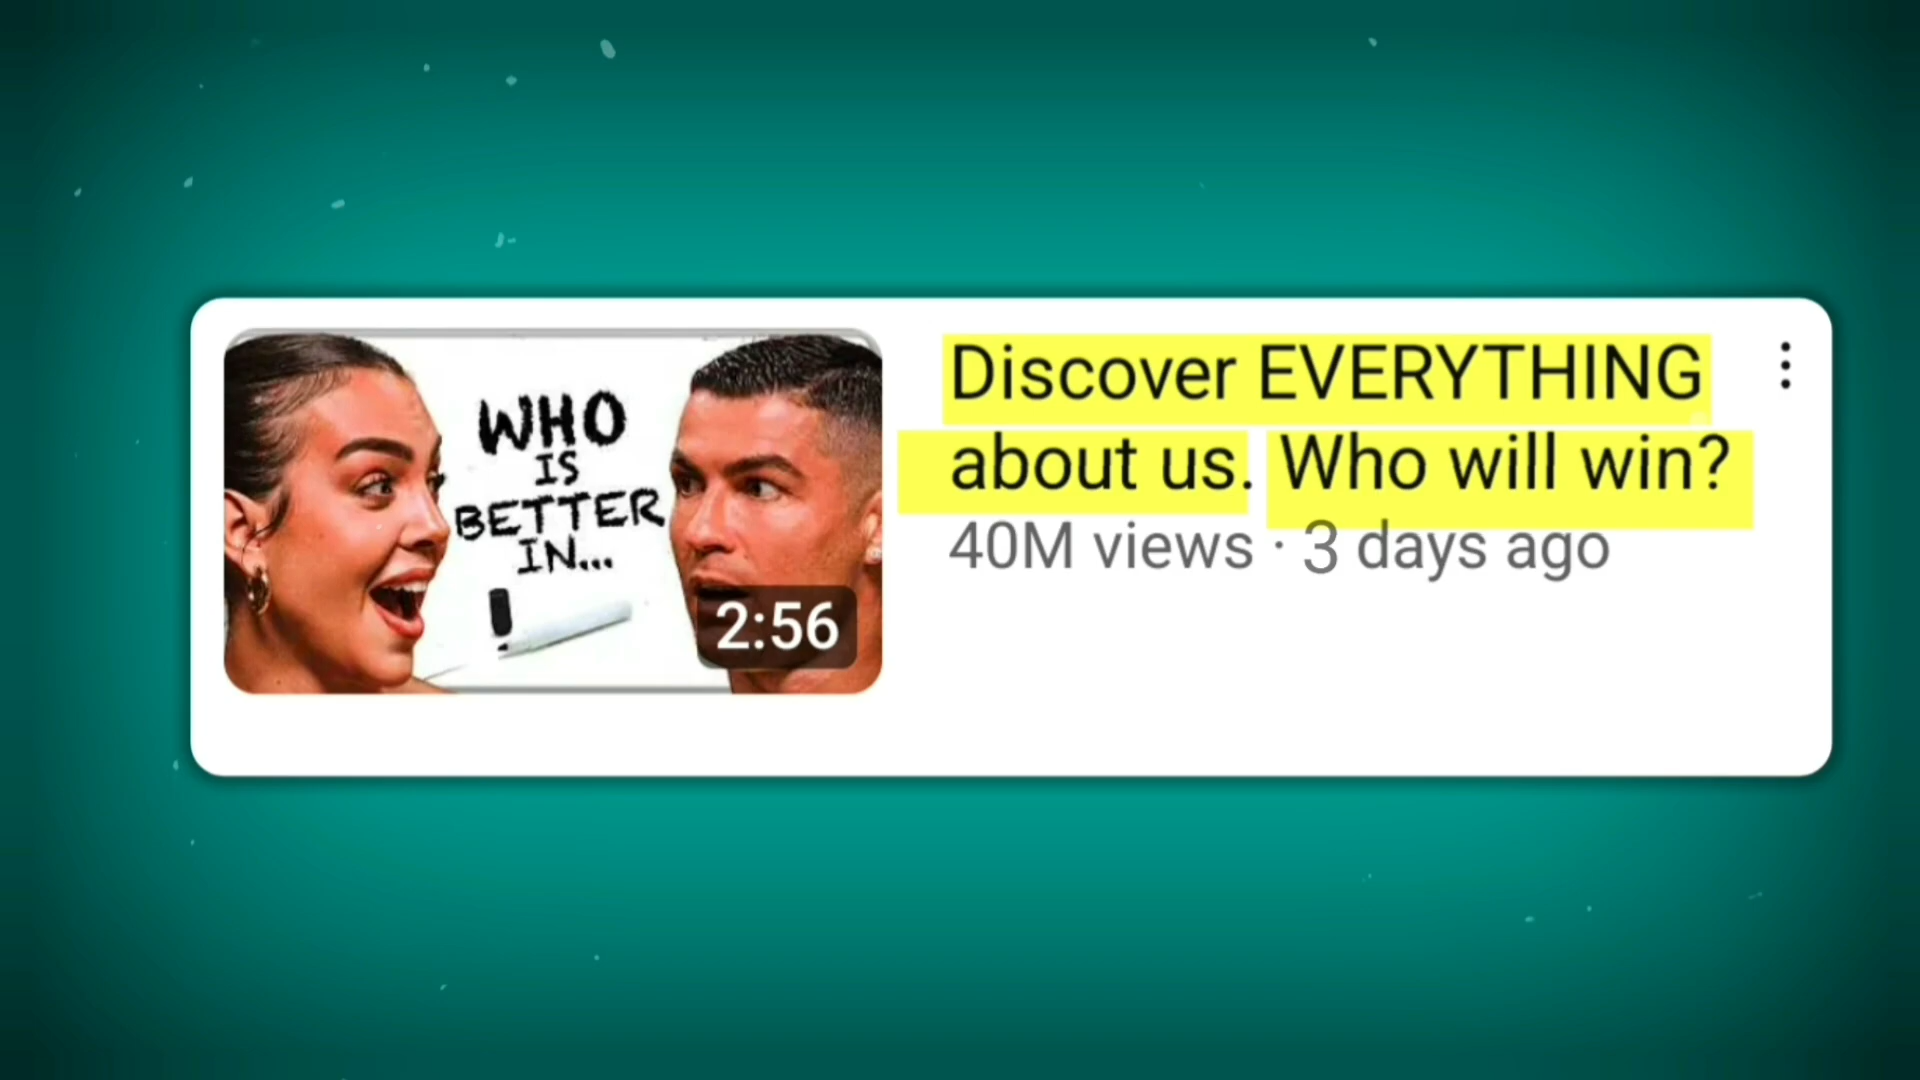 WHO
IS
BETTER
IN...
2:56
Discover EVERYTHING
about us. Who will win?
40M views · 3 days ago